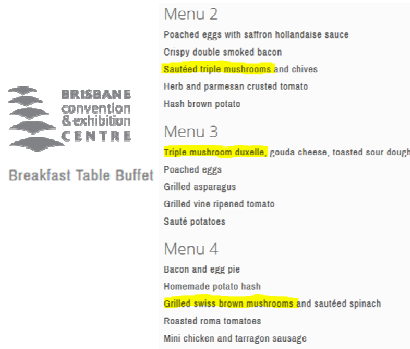 BRISBANE
convention
& exhibition
CENTRE
Breakfast Table Buffet
Menu 2
Poached eggs with saffron hollandaise sauce
Crispy double smoked bacon
Sautéed triple mushrooms and chives
Herb and parmesan crusted tomato
Hash brown potato
Menu 3
Triple mushroom duxelle, gouda cheese, toasted sour dough
Poached eggs
Grilled asparagus
Grilled vine ripened tomato
Sauté potatoes
Menu 4
Bacon and egg pie
Homemade potato hash
Grilled swiss brown mushrooms and sautéed spinach
Roasted roma tomatoes
Mini chicken and tarragon sausage